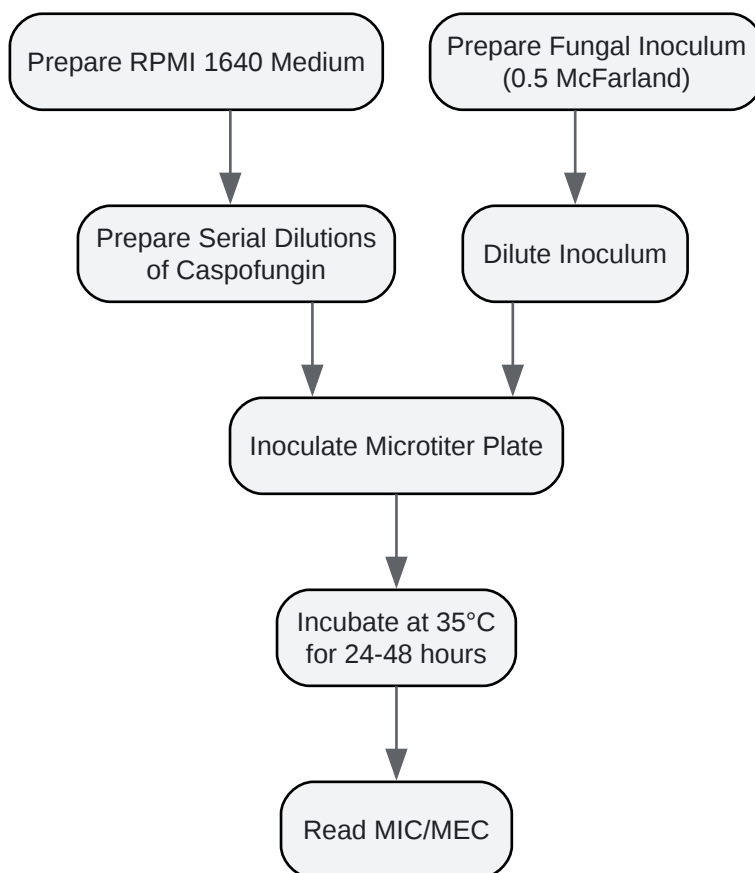 Prepare RPMI 1640 Medium
Prepare Fungal Inoculum
(0.5 McFarland)
Prepare Serial Dilutions
of Caspofungin
Dilute Inoculum
Inoculate Microtiter Plate
Incubate at 35°C
for 24-48 hours
Read MIC/MEC